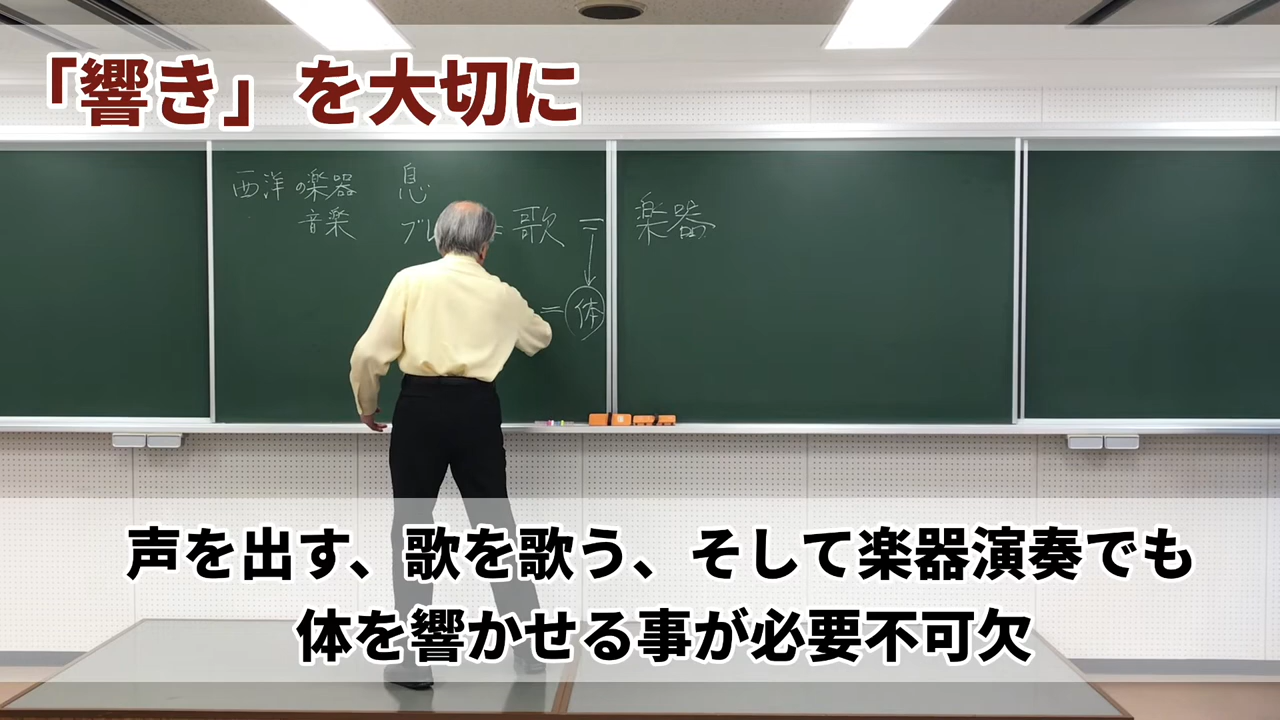 「響き」を大切に
西洋の楽器
音楽
息
ブレ
= 歌 = 楽器
= 体
声を出す、歌を歌う、そして楽器演奏でも
体を響かせる事が必要不可欠